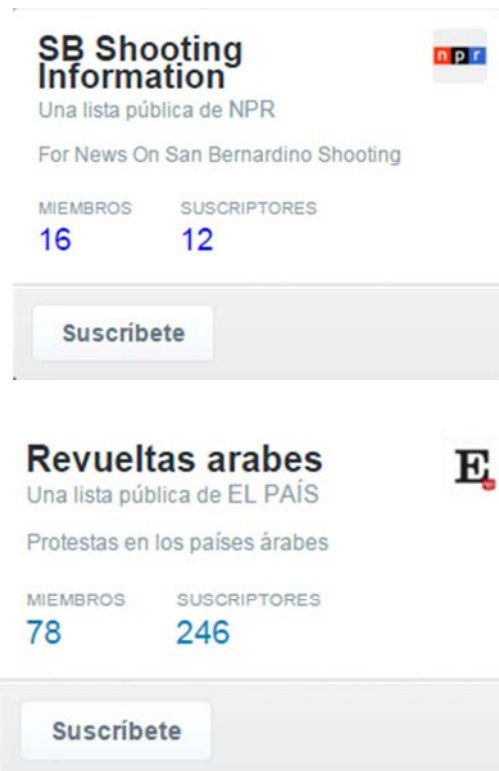 SB Shooting
Information
npr
Una lista pública de NPR
For News On San Bernardino Shooting
MIEMBROS SUSCRIPTORES
16 12
Suscríbete
Revueltas arabes
E
Una lista pública de EL PAÍS
Protestas en los países árabes
MIEMBROS SUSCRIPTORES
78 246
Suscríbete